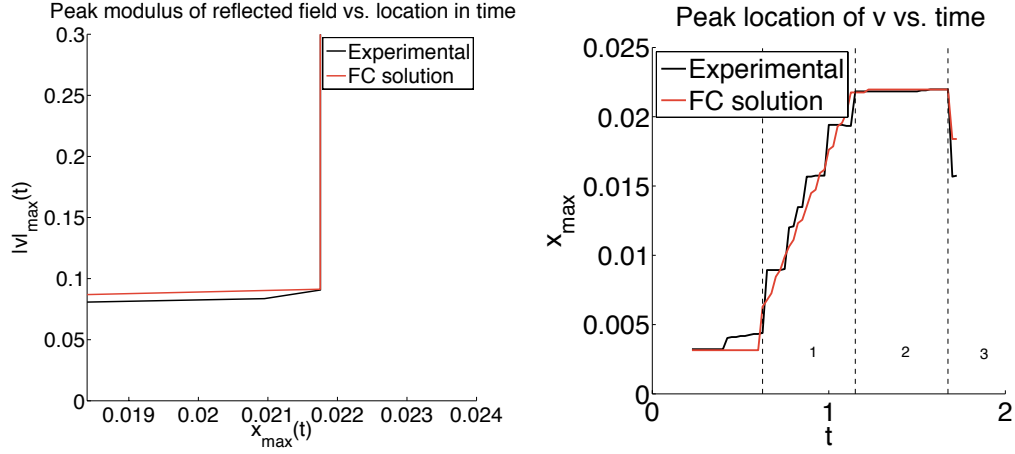 Peak modulus of reflected field vs. location in time
0.3
0.25
0.2
0.15
0.1
0.05
0
|v|max(t)
Experimental
FC solution
0.019 0.02 0.021 0.022 0.023 0.024
xmax(t)
Peak location of v vs. time
0.025
0.02
0.015
0.01
0.005
0
xmax
Experimental
FC solution
1 2 3
0 1 2
t